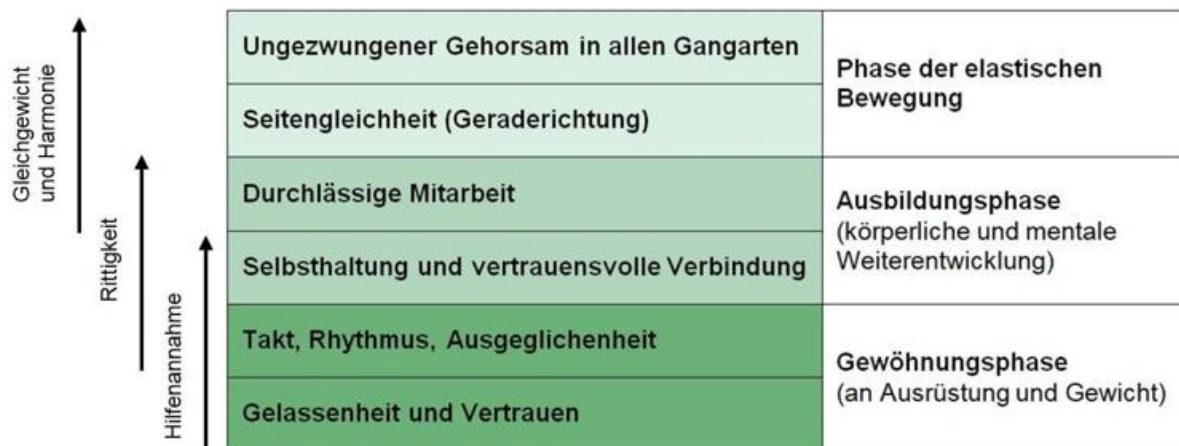 Gleichgewicht
und Harmonie
Rittigkeit
Hilfenannahme
Ungezwungener Gehorsam in allen Gangarten
Seitengleichheit (Geraderichtung)
Phase der elastischen
Bewegung
Durchlässige Mitarbeit
Selbsthaltung und vertrauensvolle Verbindung
Ausbildungsphase
(körperliche und mentale
Weiterentwicklung)
Takt, Rhythmus, Ausgeglichenheit
Gelassenheit und Vertrauen
Gewöhnungsphase
(an Ausrüstung und Gewicht)